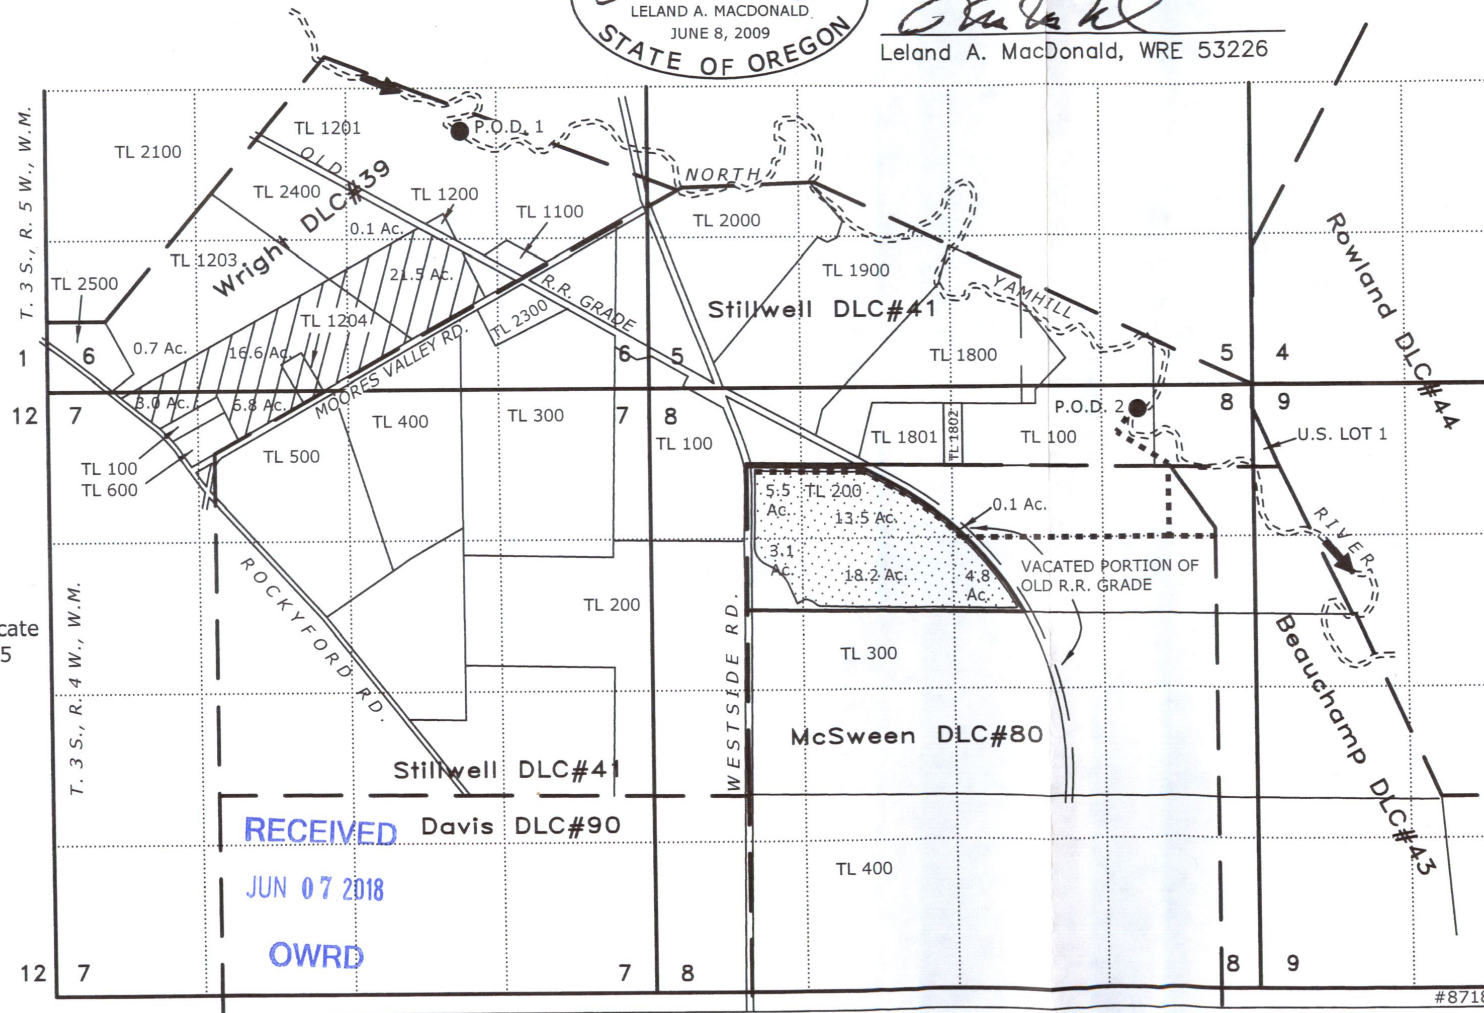 LELAND A. MACDONALD
JUNE 8, 2009
STATE OF OREGON
Leland A. MacDonald, WRE 53226
T. 3 S., R. 5 W., W.M.
TL 2100
TL 1201
P.O.D. 1
OLD
TL 2400
Wright DLC#39
TL 1200
0.1 Ac.
TL 1100
NORTH
TL 2000
TL 1203
TL 2500
21.5 Ac.
R.R. GRADE
TL 1900
YAMHILL
Rowland DLC#44
TL 1204
TL 2300
Stillwell DLC#41
0.7 Ac.
16.6 Ac.
MOORES VALLEY RD.
TL 1800
1
6
6
5
5
4
12
7
3.0 Ac.
6.8 Ac.
TL 400
TL 300
7
8
TL 100
TL 1801
TL 1802
TL 100
P.O.D. 2
8
9
U.S. LOT 1
TL 100
TL 600
TL 500
5.5
Ac.
TL 200
13.5 Ac.
0.1 Ac.
RIVER
3.1
Ac.
18.2 Ac.
4.8
Ac.
VACATED PORTION OF
OLD R.R. GRADE
ROCKYFORD RD.
TL 200
cate
5
T. 3 S., R. 4 W., W.M.
WESTSIDE RD.
TL 300
Beauchamp DLC#43
McSween DLC#80
Stillwell DLC#41
Davis DLC#90
RECEIVED
JUN 07 2018
OWRD
TL 400
12
7
7
8
8
9
#8718